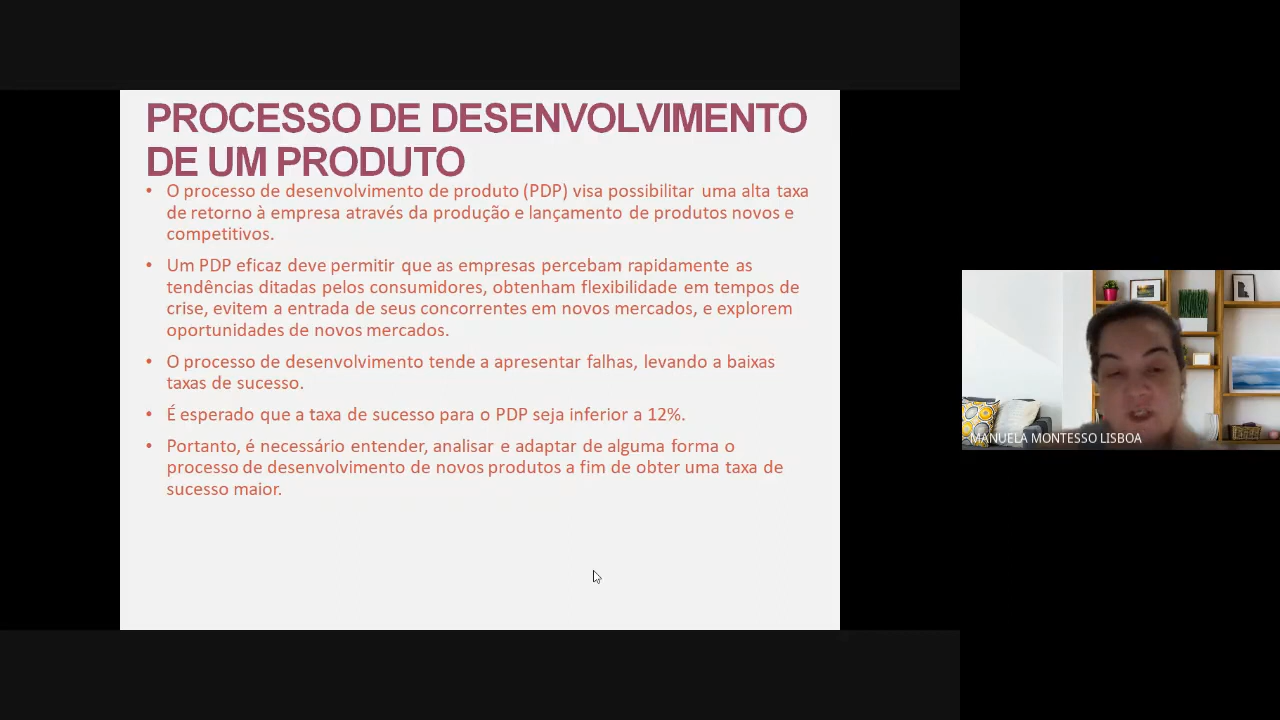 PROCESSO DE DESENVOLVIMENTO
DE UM PRODUTO
• O processo de desenvolvimento de produto (PDP) visa possibilitar uma alta taxa
de retorno à empresa através da produção e lançamento de produtos novos e
competitivos.
• Um PDP eficaz deve permitir que as empresas percebam rapidamente as
tendências ditadas pelos consumidores, obtenham flexibilidade em tempos de
crise, evitem a entrada de seus concorrentes em novos mercados, e explorem
oportunidades de novos mercados.
• O processo de desenvolvimento tende a apresentar falhas, levando a baixas
taxas de sucesso.
• É esperado que a taxa de sucesso para o PDP seja inferior a 12%.
• Portanto, é necessário entender, analisar e adaptar de alguma forma o
processo de desenvolvimento de novos produtos a fim de obter uma taxa de
sucesso maior.
MANUELA MONTESSO LISBOA